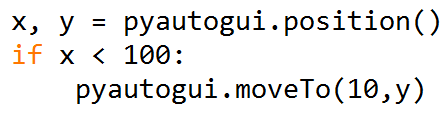 x, y = pyautogui.position()
if x < 100:
    pyautogui.moveTo(10,y)